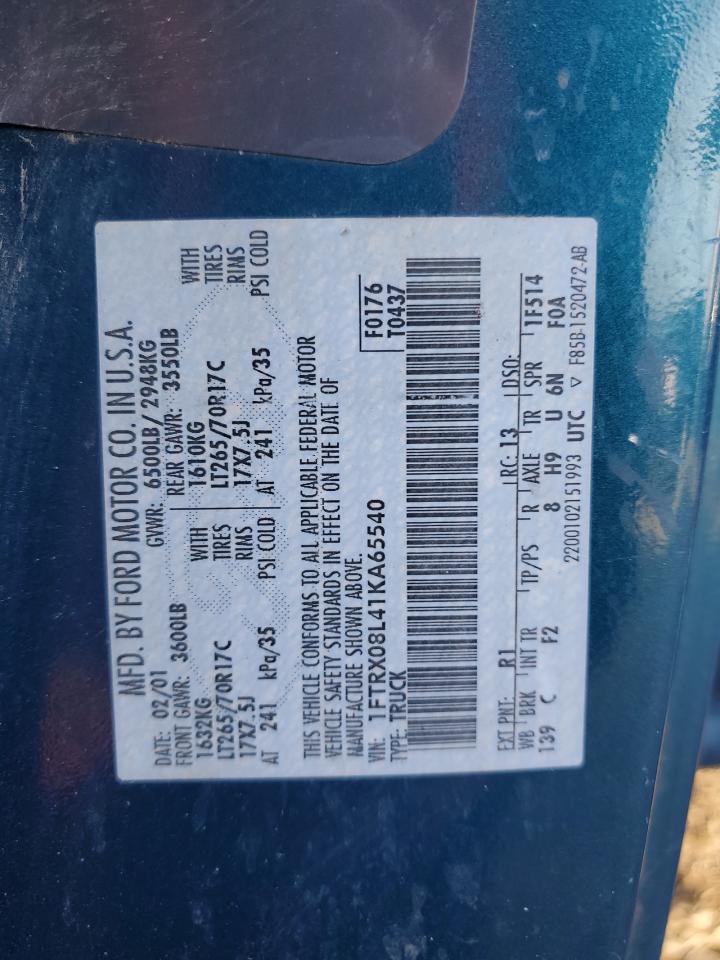 MFD. BY FORD MOTOR CO. IN U.S.A.
DATE: 02/01 GVWR: 6500LB/ 2948KG
FRONT GAWR: 3600LB REAR GAWR: 3550LB
1632KG WITH 1610KG WITH
LT265/70R17C TIRES LT265/70R17C TIRES
17X7.5J RIMS 17X7.5J RIMS
AT 241 kPa/35 PSI COLD AT 241 kPa/35 PSI COLD
THIS VEHICLE CONFORMS TO ALL APPLICABLE FEDERAL MOTOR
VEHICLE SAFETY STANDARDS IN EFFECT ON THE DATE OF
MANUFACTURE SHOWN ABOVE.
VIN: 1FTRX08L41KA65540 F0176
TYPE: TRUCK T0437
EXT PNT: R1 RC: 13 DSO:
WB BRK INT TR TP/PS R AXLE TR SPR 1F514
139 C F2 8 H9 U 6N F0A
2200102151993 UTC ▽ F85B-1520472-AB